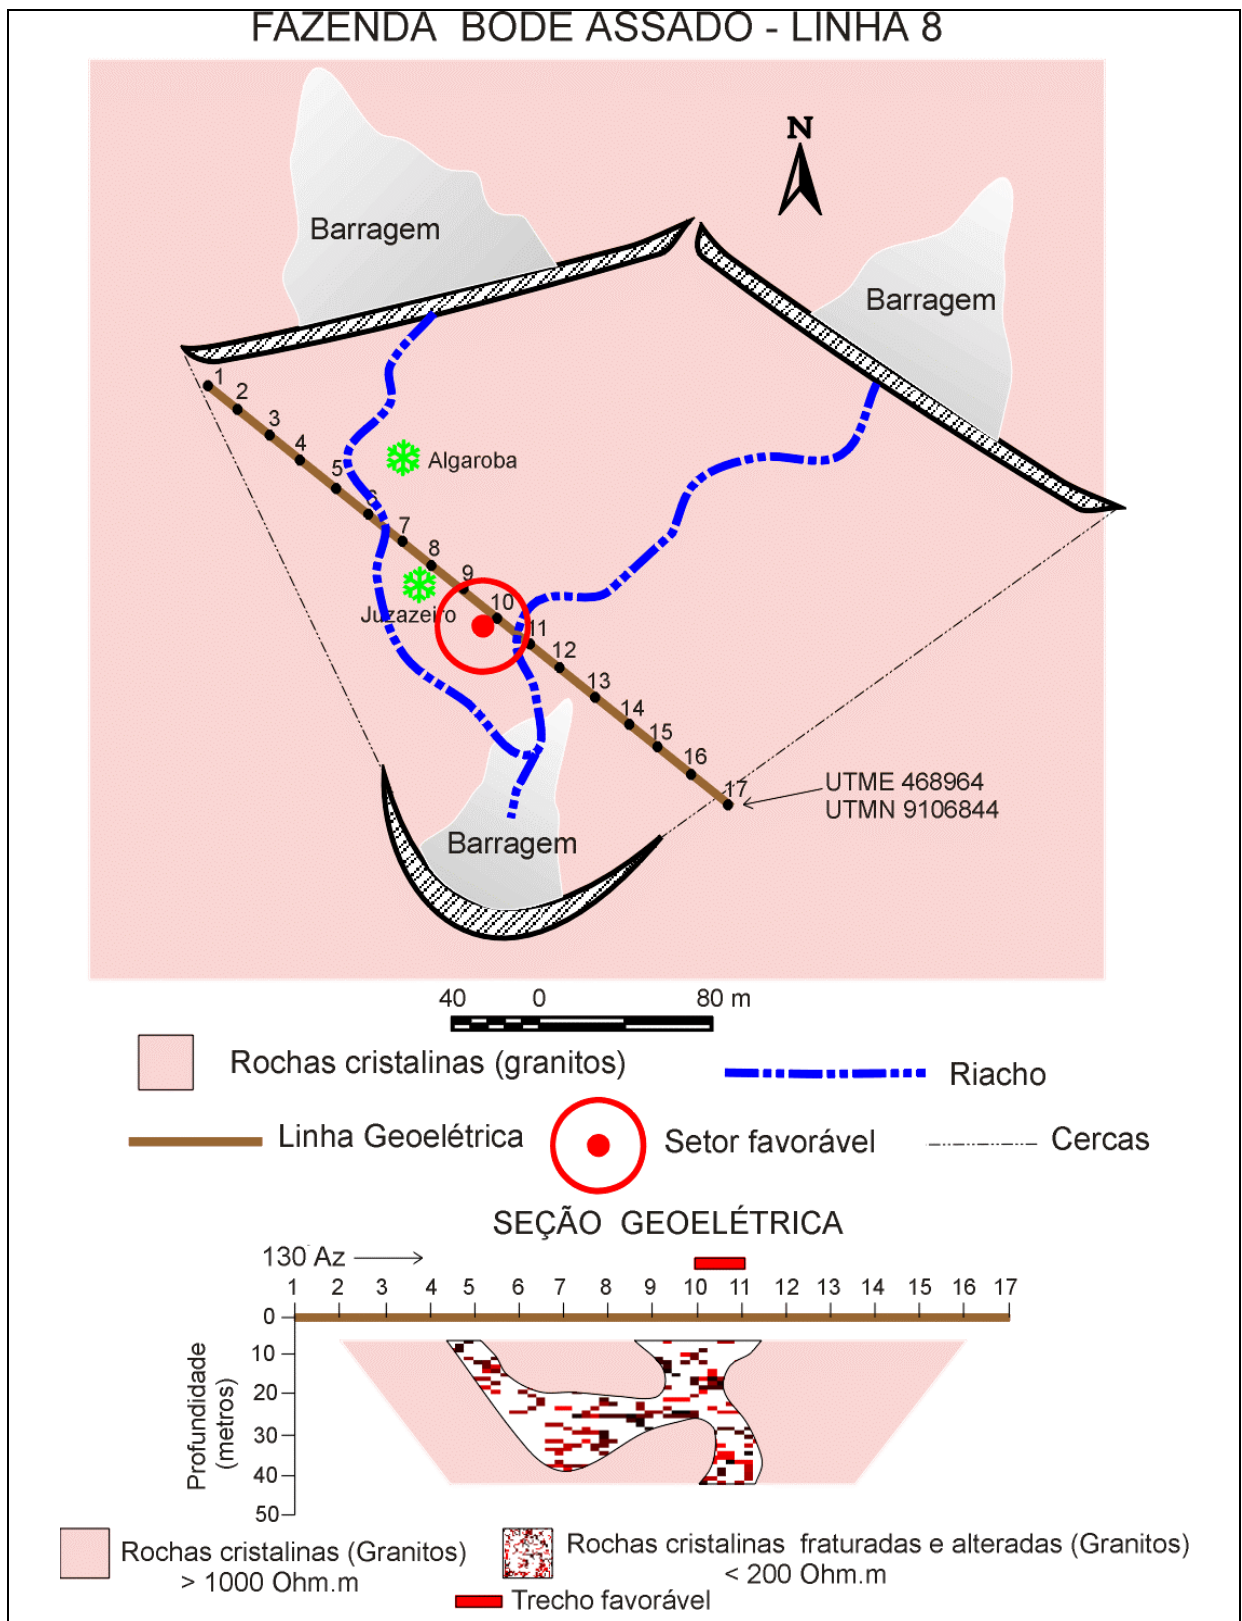 FAZENDA BODE ASSADO - LINHA 8
N
Barragem
Barragem
1
2
3
4
5
6
7
8
9
10
11
12
13
14
15
16
17
Algaroba
Juzazeiro
UTME 468964
UTMN 9106844
Barragem
40 0 80 m
Rochas cristalinas (granitos)
Riacho
Linha Geoelétrica
Setor favorável
Cercas
SEÇÃO GEOELÉTRICA
130 Az
1 2 3 4 5 6 7 8 9 10 11 12 13 14 15 16 17
0
10
20
30
40
50
Profundidade
(metros)
Rochas cristalinas (Granitos)
> 1000 Ohm.m
Rochas cristalinas fraturadas e alteradas (Granitos)
< 200 Ohm.m
Trecho favorável